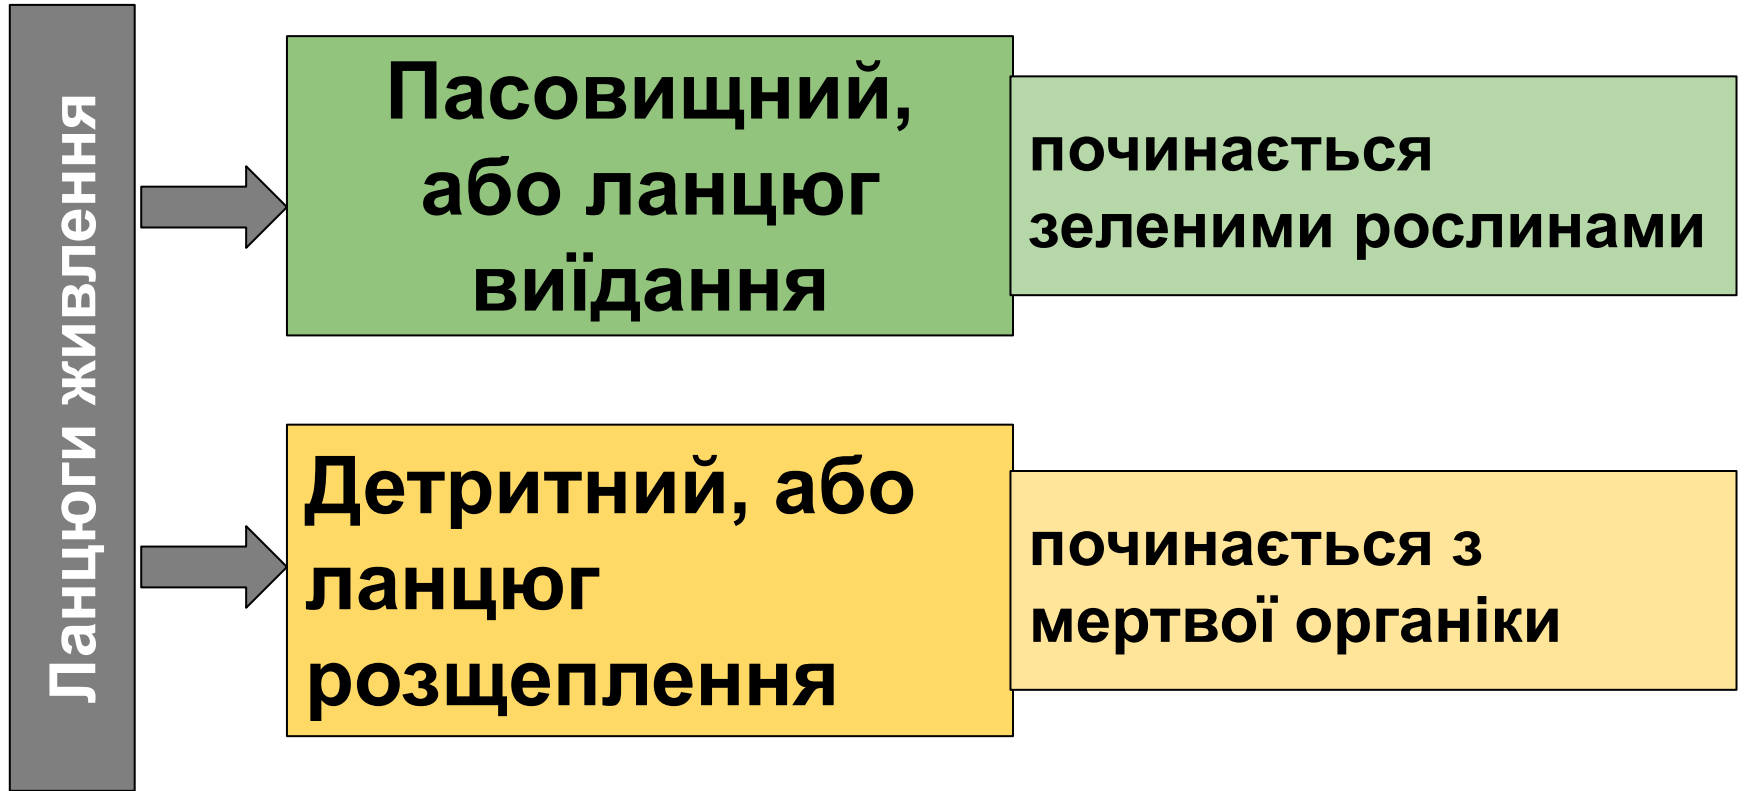 Ланцюги живлення
Пасовищний,
або ланцюг
виїдання
починається
зеленими рослинами
Детритний, або
ланцюг
розщеплення
починається з
мертвої органіки